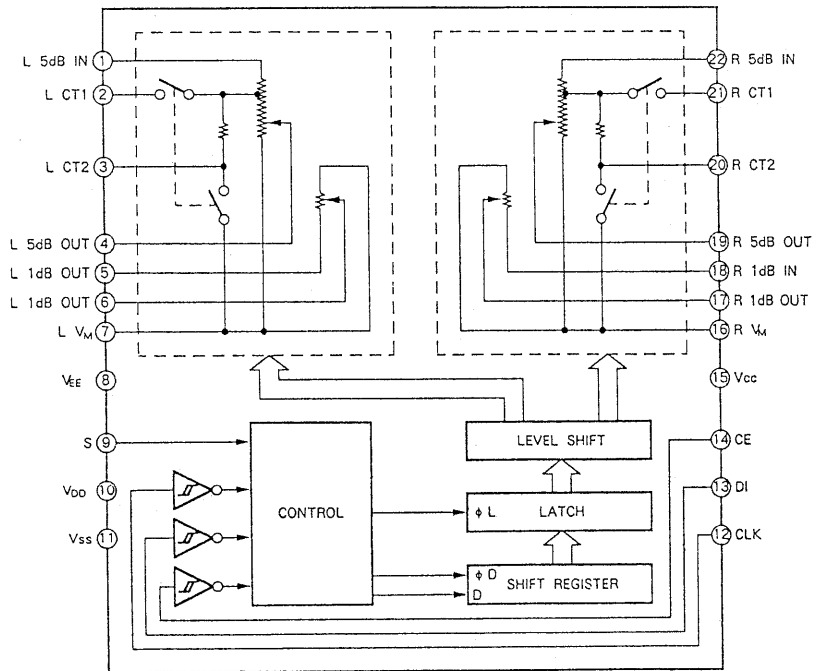 L 5dB IN 1
L CT1 2
L CT2 3
L 5dB OUT 4
L 1dB OUT 5
L 1dB OUT 6
L VM 7
VEE 8
S 9
VDD 10
VSS 11
22 R 5dB IN
21 R CT1
20 R CT2
19 R 5dB OUT
18 R 1dB IN
17 R 1dB OUT
16 R VM
15 Vcc
14 CE
13 DI
12 CLK
CONTROL
LEVEL SHIFT
φ L LATCH
φ D
D SHIFT REGISTER